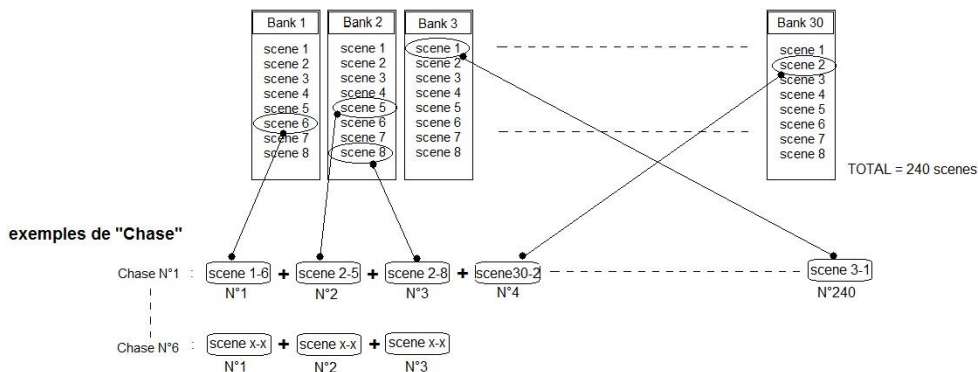 Bank 1
scene 1
scene 2
scene 3
scene 4
scene 5
scene 6
scene 7
scene 8
Bank 2
scene 1
scene 2
scene 3
scene 4
scene 5
scene 6
scene 7
scene 8
Bank 3
scene 1
scene 2
scene 3
scene 4
scene 5
scene 6
scene 7
scene 8
Bank 30
scene 1
scene 2
scene 3
scene 4
scene 5
scene 6
scene 7
scene 8
TOTAL = 240 scenes
exemples de "Chase"
Chase N°1 : scene 1-6 + scene 2-5 + scene 2-8 + scene30-2 scene 3-1
N°1 N°2 N°3 N°4 N°240
Chase N°6 : scene x-x + scene x-x + scene x-x
N°1 N°2 N°3